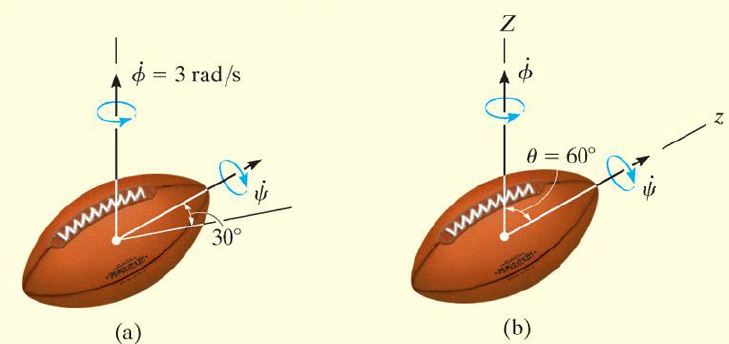 Z
φ̇ = 3 rad/s
φ̇
z
θ = 60°
ψ̇
ψ̇
30°
(a)
(b)